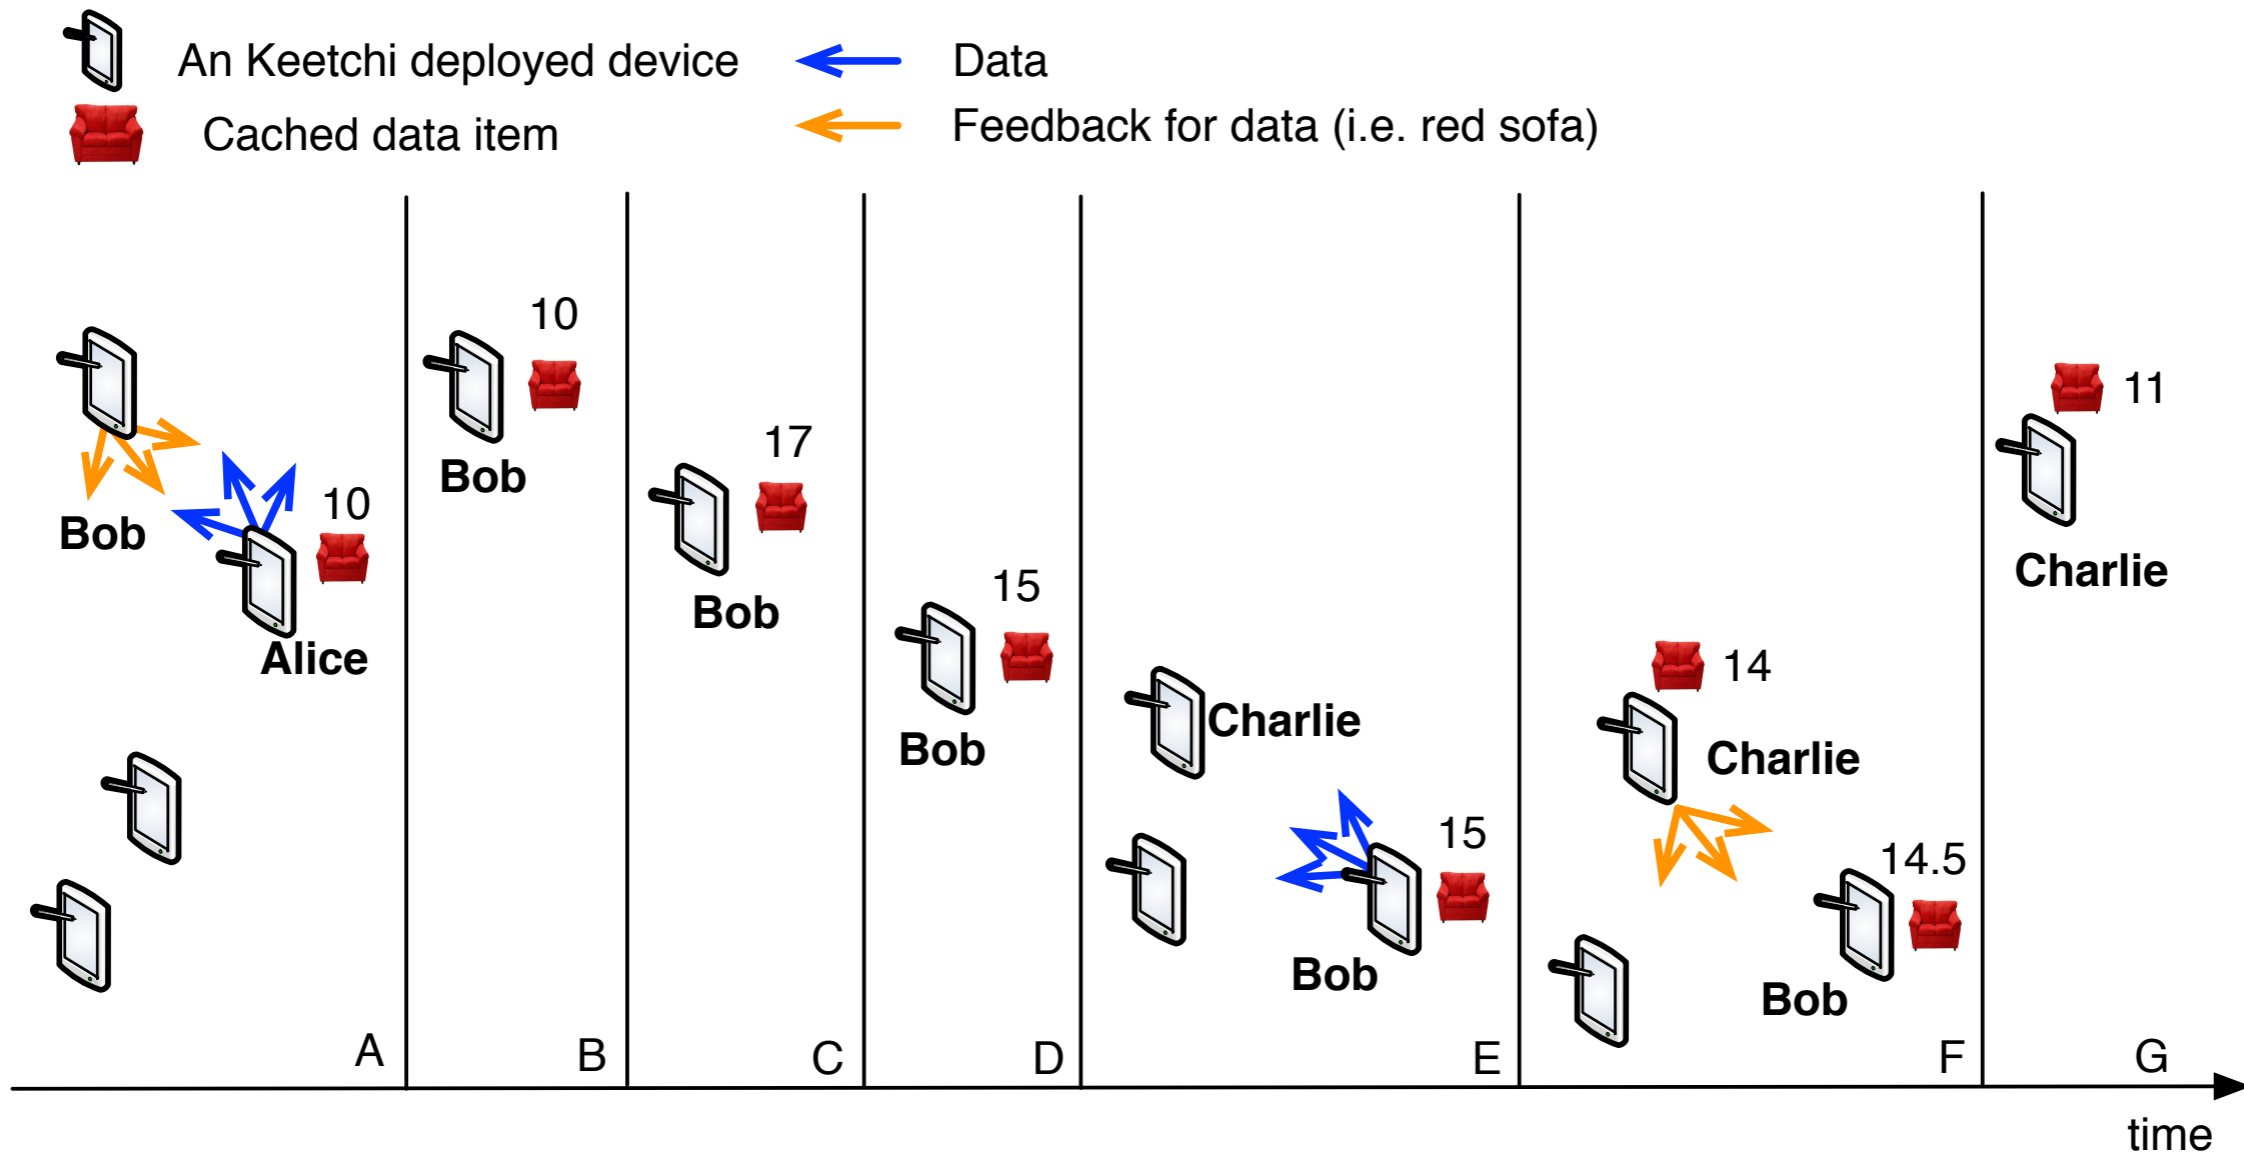 An Keetchi deployed device
Data
Cached data item
Feedback for data (i.e. red sofa)
Bob
10
Alice
A
10
Bob
B
17
Bob
C
15
Bob
D
Charlie
15
Bob
E
14
Charlie
14.5
Bob
F
11
Charlie
G
time